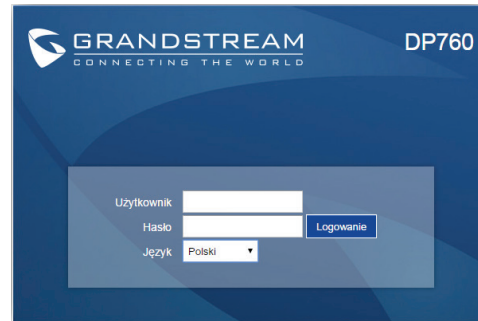 GRANDSTREAM
CONNECTING THE WORLD
DP760
Użytkownik
Hasło
Logowanie
Język
Polski